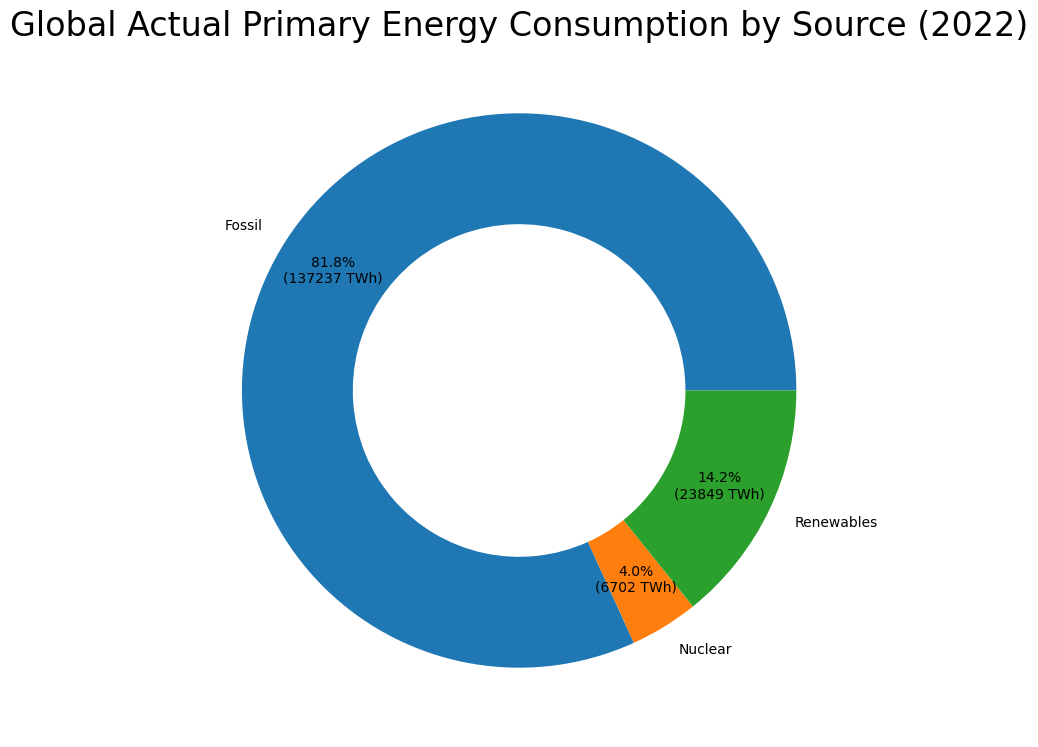 Global Actual Primary Energy Consumption by Source (2022)
Fossil
81.8%
(137237 TWh)
14.2%
(23849 TWh)
Renewables
4.0%
(6702 TWh)
Nuclear